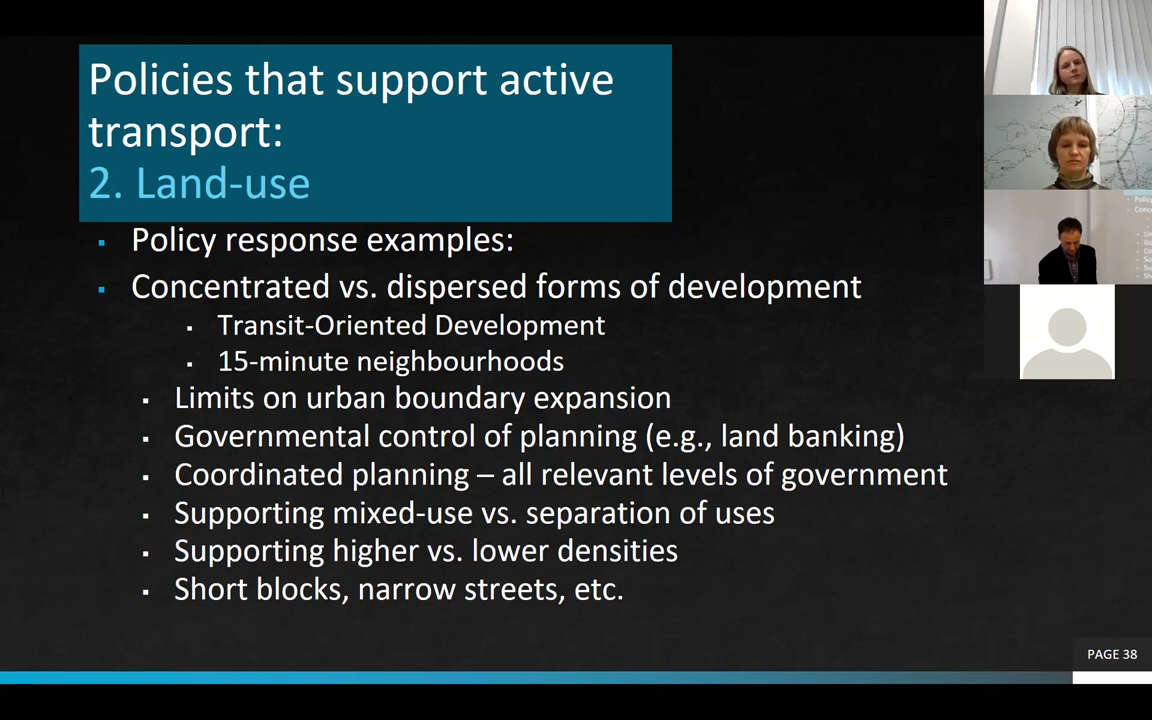 Policies that support active
transport:
2. Land-use
▪ Policy response examples:
▪ Concentrated vs. dispersed forms of development
▪ Transit-Oriented Development
▪ 15-minute neighbourhoods
▪ Limits on urban boundary expansion
▪ Governmental control of planning (e.g., land banking)
▪ Coordinated planning – all relevant levels of government
▪ Supporting mixed-use vs. separation of uses
▪ Supporting higher vs. lower densities
▪ Short blocks, narrow streets, etc.
PAGE 38